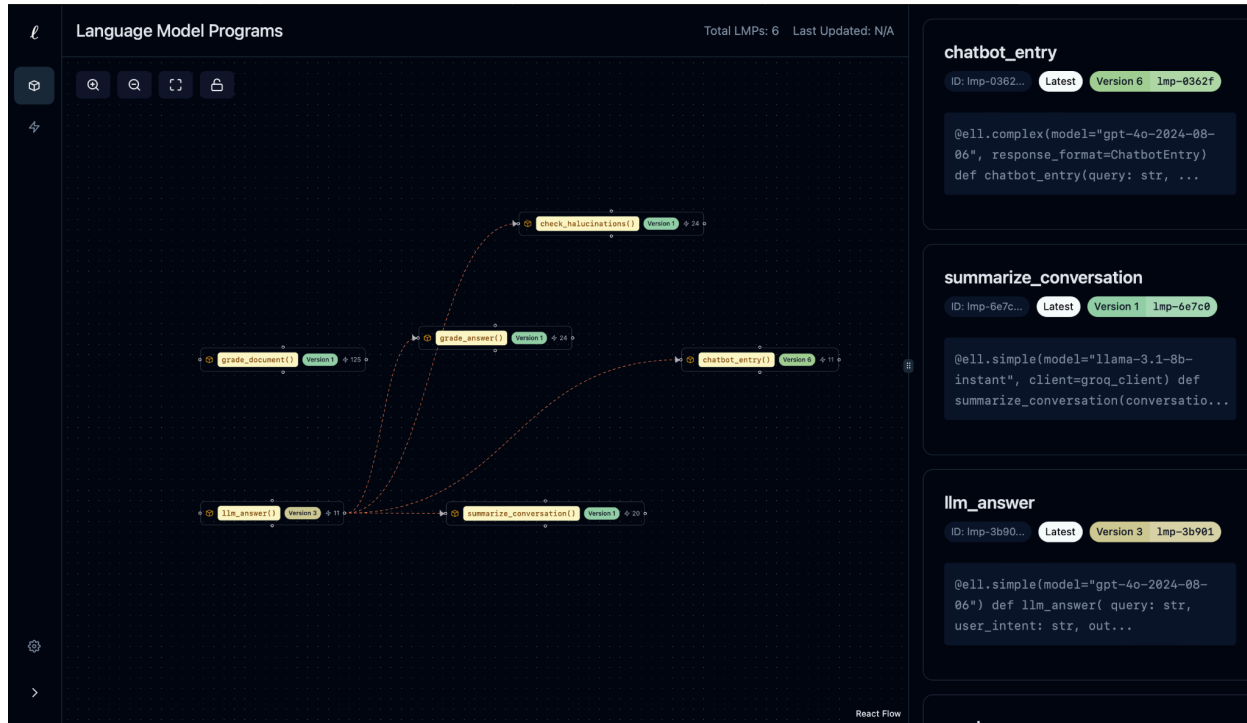 ℓ
Language Model Programs
Total LMPs: 6 Last Updated: N/A
check_halucinations() Version 1 24
grade_answer() Version 1 24
grade_document() Version 1 125
chatbot_entry() Version 6 11
llm_answer() Version 3 11
summarize_conversation() Version 1 20
React Flow
chatbot_entry
ID: lmp-0362... Latest Version 6 lmp-0362f
@ell.complex(model="gpt-4o-2024-08-
06", response_format=ChatbotEntry)
def chatbot_entry(query: str, ...
summarize_conversation
ID: lmp-6e7c... Latest Version 1 lmp-6e7c0
@ell.simple(model="llama-3.1-8b-
instant", client=groq_client) def
summarize_conversation(conversatio...
llm_answer
ID: lmp-3b90... Latest Version 3 lmp-3b901
@ell.simple(model="gpt-4o-2024-08-
06") def llm_answer( query: str,
user_intent: str, out...